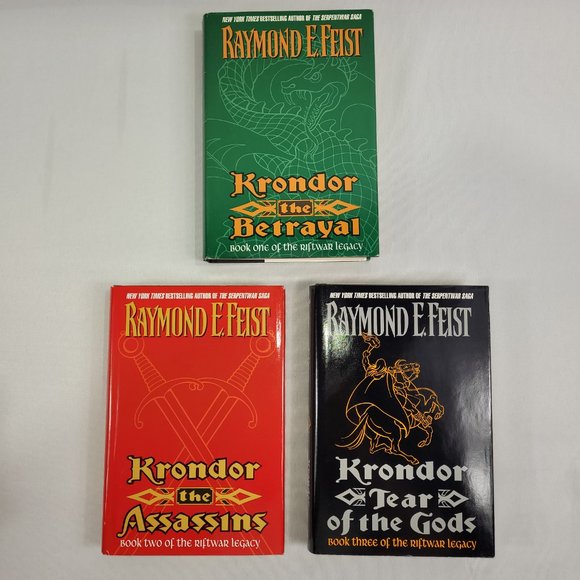 NEW YORK TIMES BESTSELLING AUTHOR OF THE SERPENTWAR SAGA
RAYMOND E. FEIST
Krondor
the
Betrayal
BOOK ONE OF THE RIFTWAR LEGACY
NEW YORK TIMES BESTSELLING AUTHOR OF THE SERPENTWAR SAGA
RAYMOND E. FEIST
Krondor
the
Assassins
BOOK TWO OF THE RIFTWAR LEGACY
NEW YORK TIMES BESTSELLING AUTHOR OF THE SERPENTWAR SAGA
RAYMOND E. FEIST
Krondor
Tear
of the Gods
BOOK THREE OF THE RIFTWAR LEGACY